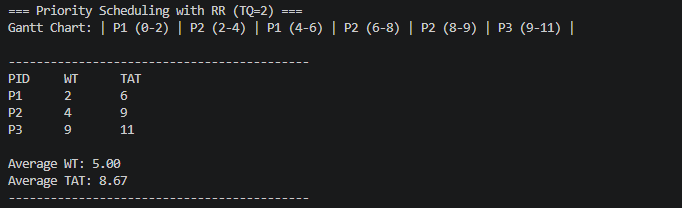 === Priority Scheduling with RR (TQ=2) ===
Gantt Chart: | P1 (0-2) | P2 (2-4) | P1 (4-6) | P2 (6-8) | P2 (8-9) | P3 (9-11) |
-------------------------------------------
PID     WT      TAT
P1      2       6
P2      4       9
P3      9       11
Average WT: 5.00
Average TAT: 8.67
-------------------------------------------